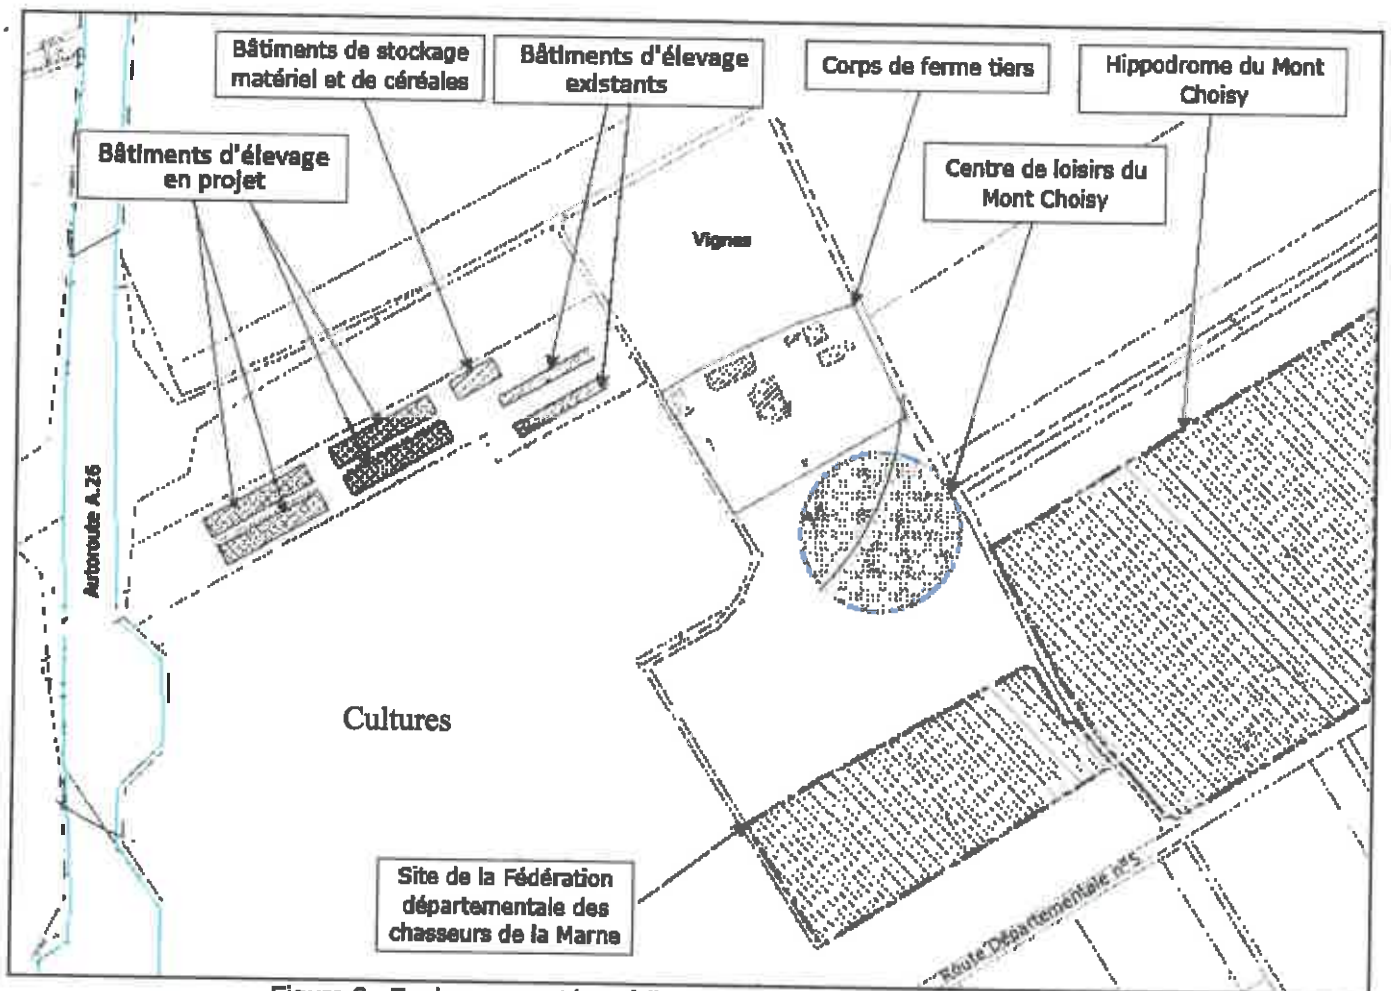 Bâtiments de stockage
matériel et de céréales
Bâtiments d'élevage
existants
Corps de ferme tiers
Hippodrome du Mont
Choisy
Bâtiments d'élevage
en projet
Centre de loisirs du
Mont Choisy
Vignes
Autoroute A.26
Cultures
Site de la Fédération
départementale des
chasseurs de la Marne
Route Départementale n°5